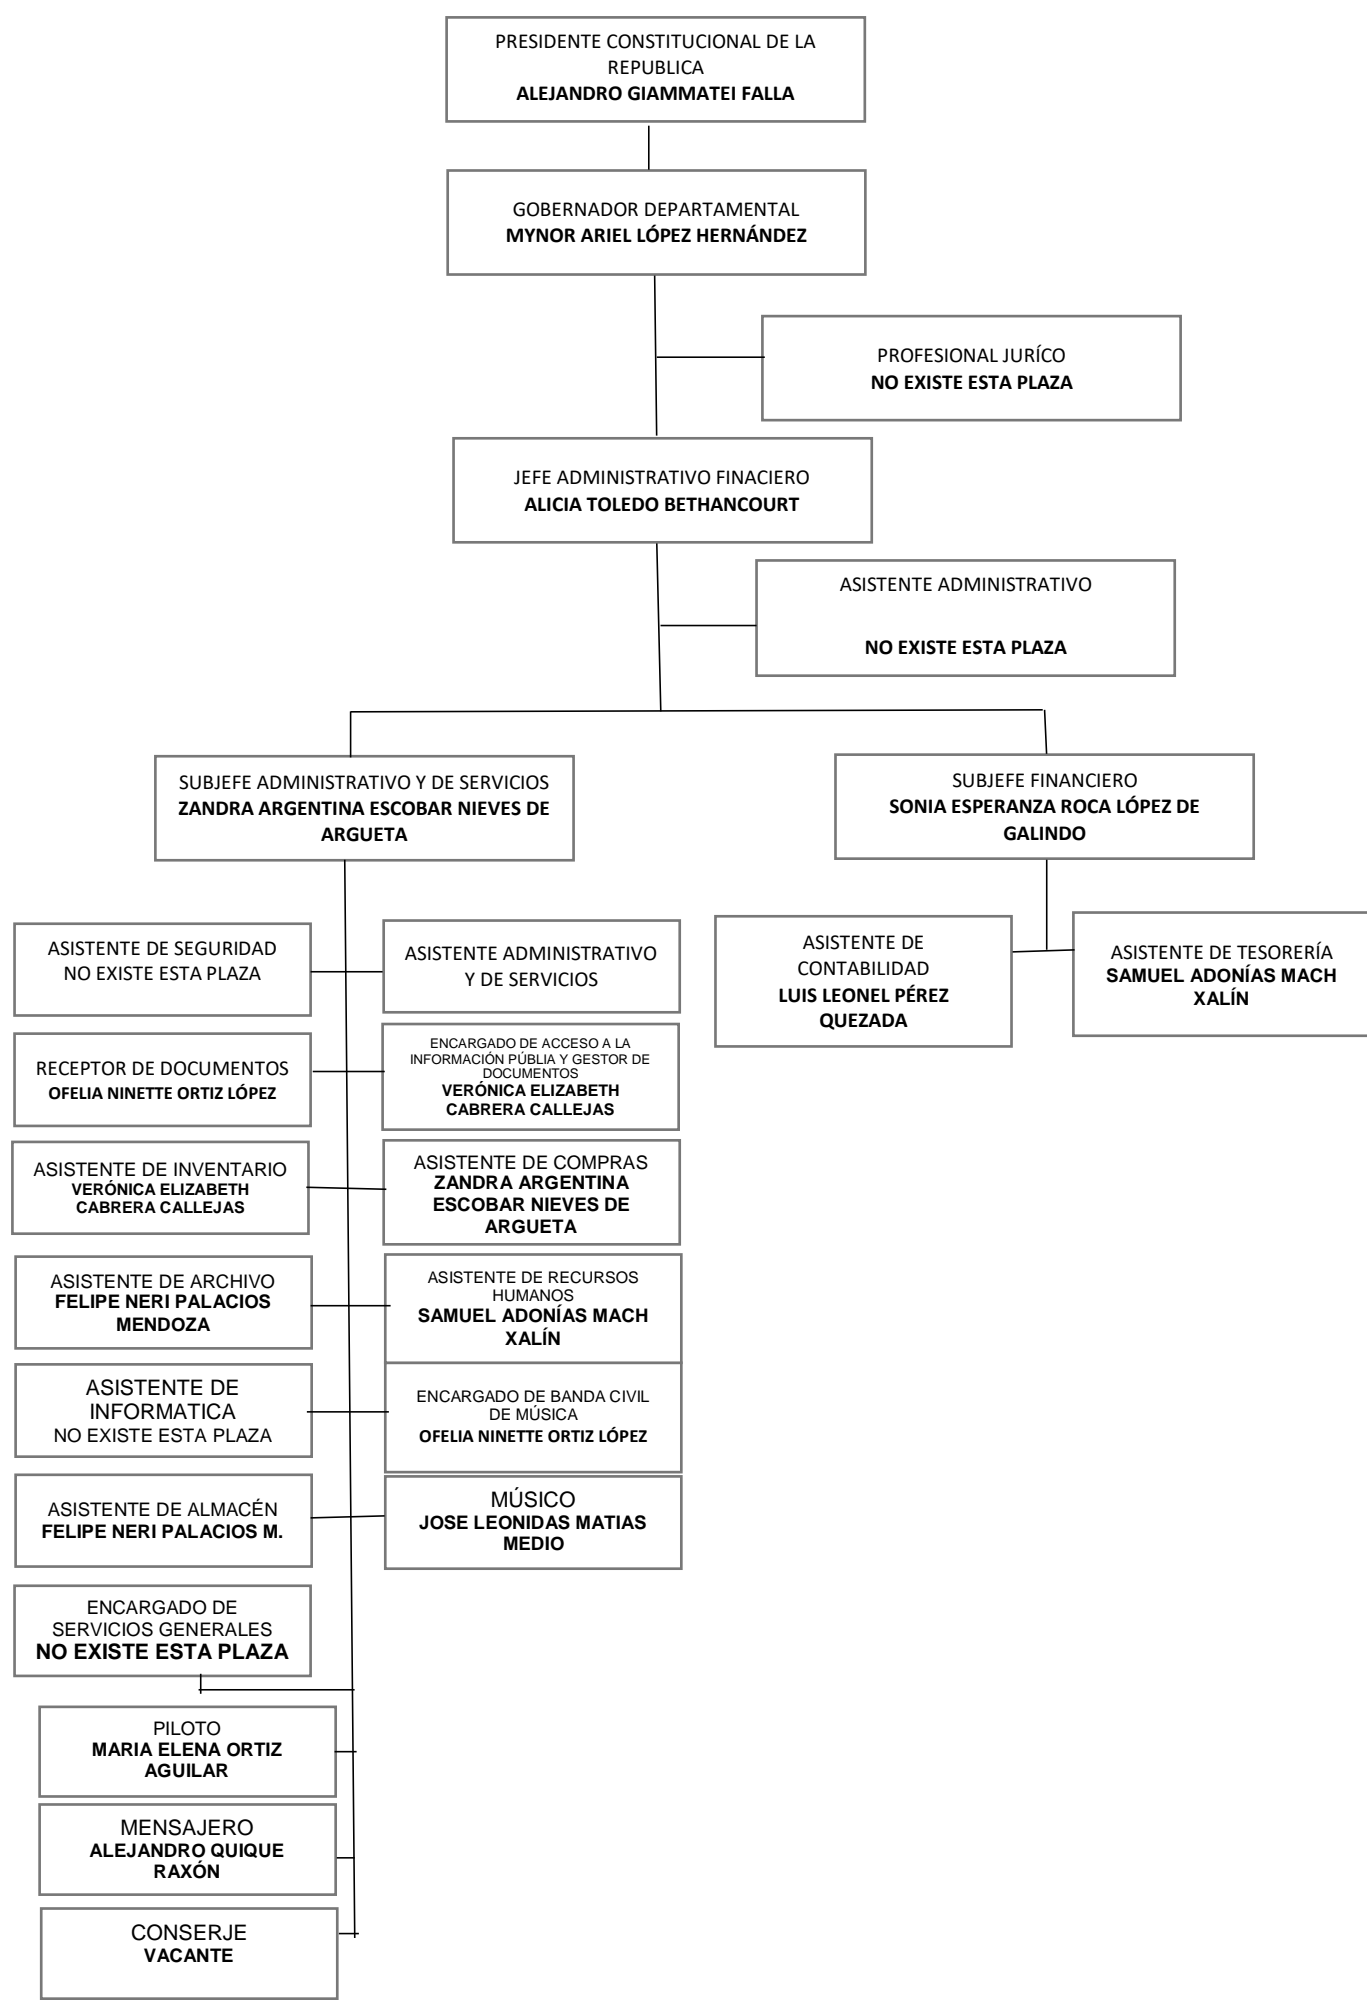 PRESIDENTE CONSTITUCIONAL DE LA
REPUBLICA
ALEJANDRO GIAMMATEI FALLA
GOBERNADOR DEPARTAMENTAL
MYNOR ARIEL LÓPEZ HERNÁNDEZ
PROFESIONAL JURÍCO
NO EXISTE ESTA PLAZA
JEFE ADMINISTRATIVO FINACIERO
ALICIA TOLEDO BETHANCOURT
ASISTENTE ADMINISTRATIVO
NO EXISTE ESTA PLAZA
SUBJEFE ADMINISTRATIVO Y DE SERVICIOS
ZANDRA ARGENTINA ESCOBAR NIEVES DE
ARGUETA
SUBJEFE FINANCIERO
SONIA ESPERANZA ROCA LÓPEZ DE
GALINDO
ASISTENTE DE SEGURIDAD
NO EXISTE ESTA PLAZA
ASISTENTE ADMINISTRATIVO
Y DE SERVICIOS
ASISTENTE DE
CONTABILIDAD
LUIS LEONEL PÉREZ
QUEZADA
ASISTENTE DE TESORERÍA
SAMUEL ADONÍAS MACH
XALÍN
RECEPTOR DE DOCUMENTOS
OFELIA NINETTE ORTIZ LÓPEZ
ENCARGADO DE ACCESO A LA
INFORMACIÓN PÚBLIA Y GESTOR DE
DOCUMENTOS
VERÓNICA ELIZABETH
CABRERA CALLEJAS
ASISTENTE DE INVENTARIO
VERÓNICA ELIZABETH
CABRERA CALLEJAS
ASISTENTE DE COMPRAS
ZANDRA ARGENTINA
ESCOBAR NIEVES DE
ARGUETA
ASISTENTE DE ARCHIVO
FELIPE NERI PALACIOS
MENDOZA
ASISTENTE DE RECURSOS
HUMANOS
SAMUEL ADONÍAS MACH
XALÍN
ASISTENTE DE
INFORMATICA
NO EXISTE ESTA PLAZA
ENCARGADO DE BANDA CIVIL
DE MÚSICA
OFELIA NINETTE ORTIZ LÓPEZ
ASISTENTE DE ALMACÉN
FELIPE NERI PALACIOS M.
MÚSICO
JOSE LEONIDAS MATIAS
MEDIO
ENCARGADO DE
SERVICIOS GENERALES
NO EXISTE ESTA PLAZA
PILOTO
MARIA ELENA ORTIZ
AGUILAR
MENSAJERO
ALEJANDRO QUIQUE
RAXÓN
CONSERJE
VACANTE